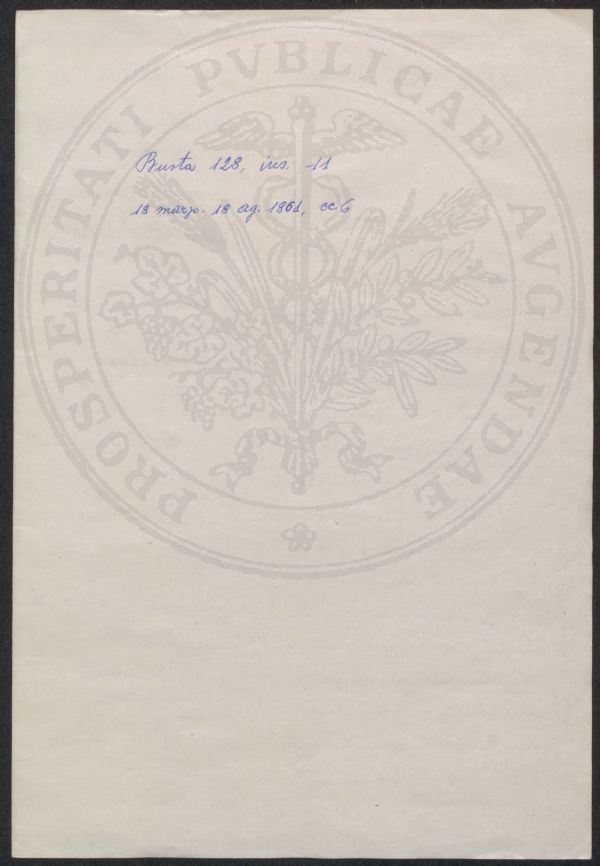 Busta 128, ins. 11
18 marzo - 18 ag. 1861, cc. 6
PROSPERITATI PVBLICAE AVGENDAE